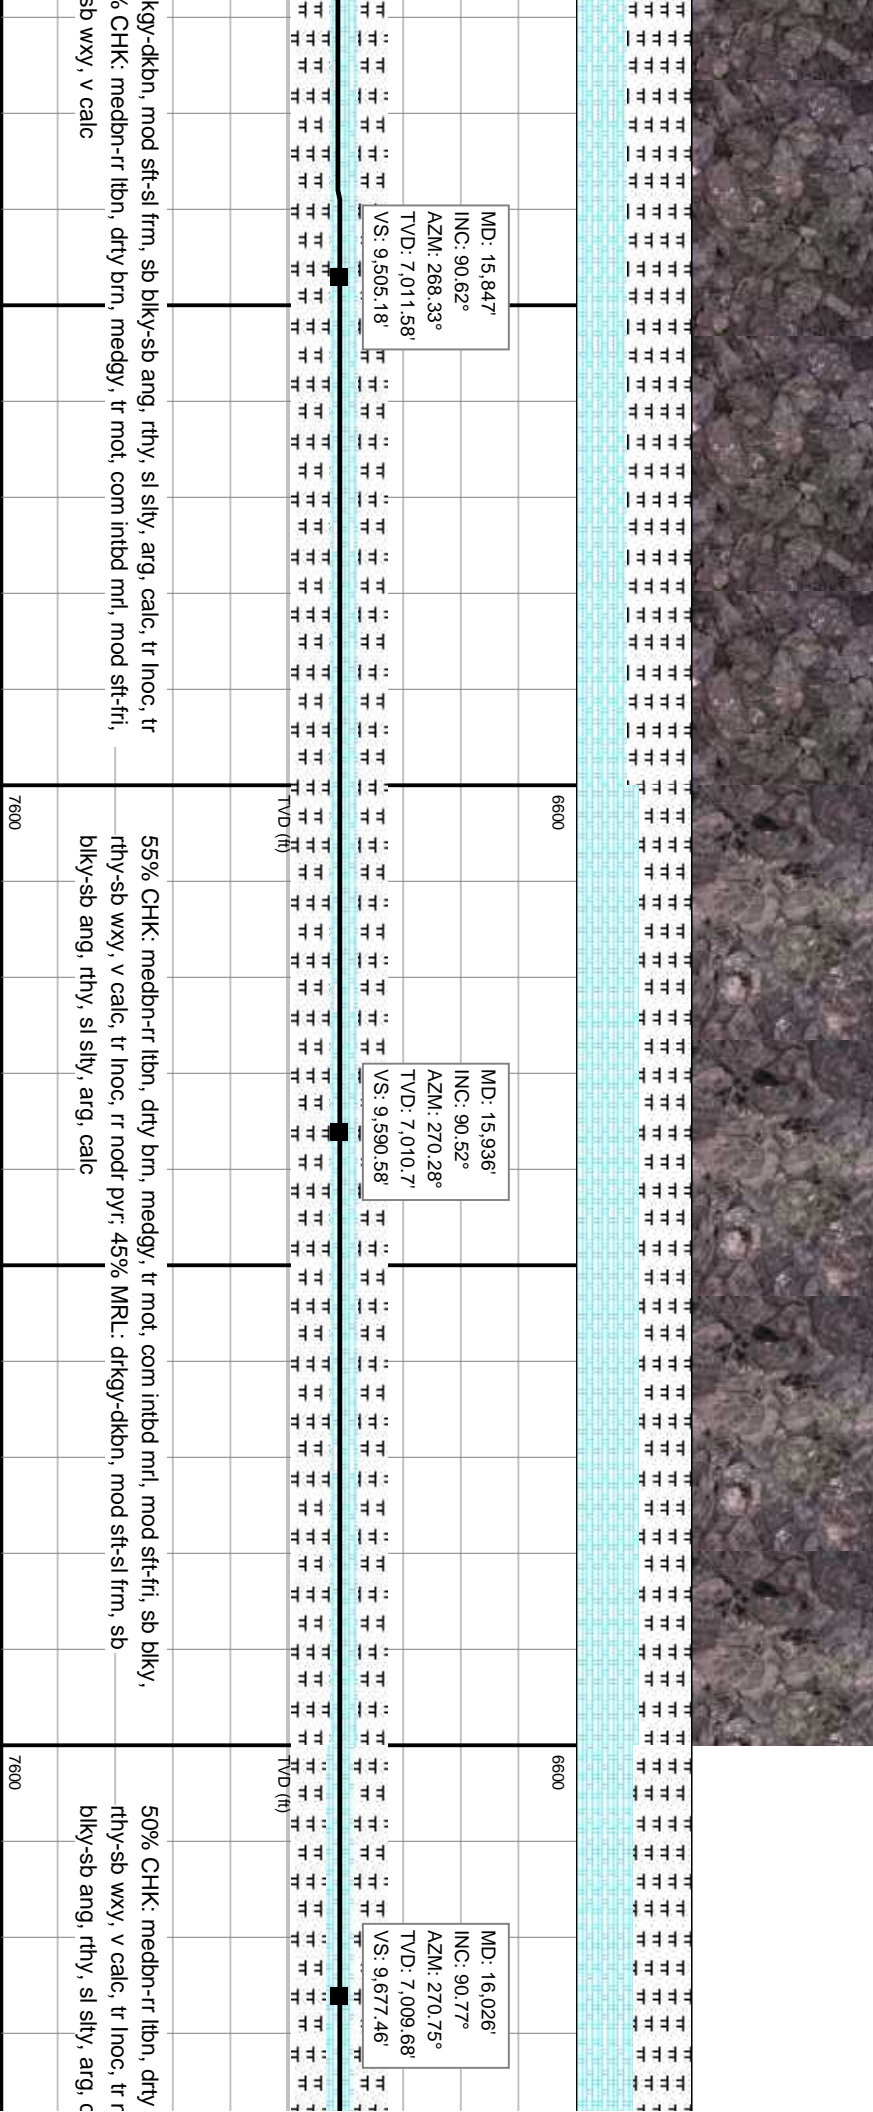 kgy-dkbn, mod sft-sl frm, sb blky-sb ang, rthy, sl slty, arg, calc, tr Inoc, tr
% CHK: medbn-rr ltbn, drty brn, medgy, tr mot, com intbd mrl, mod sft-fri,
sb wxy, v calc
MD: 15,847'
INC: 90.62°
AZM: 268.33°
TVD: 7,011.58'
VS: 9,505.18'
6600
TVD (ft)
7600
55% CHK: medbn-rr ltbn, drty brn, medgy, tr mot, com intbd mrl, mod sft-fri, sb blky,
rthy-sb wxy, v calc, tr Inoc, rr nodr pyr; 45% MRL: drkgy-dkbn, mod sft-sl frm, sb
blky-sb ang, rthy, sl slty, arg, calc
MD: 15,936'
INC: 90.52°
AZM: 270.28°
TVD: 7,010.7'
VS: 9,590.58'
6600
TVD (ft)
7600
50% CHK: medbn-rr ltbn, drty
rthy-sb wxy, v calc, tr Inoc, tr
blky-sb ang, rthy, sl slty, arg,
MD: 16,026'
INC: 90.77°
AZM: 270.75°
TVD: 7,009.68'
VS: 9,677.46'